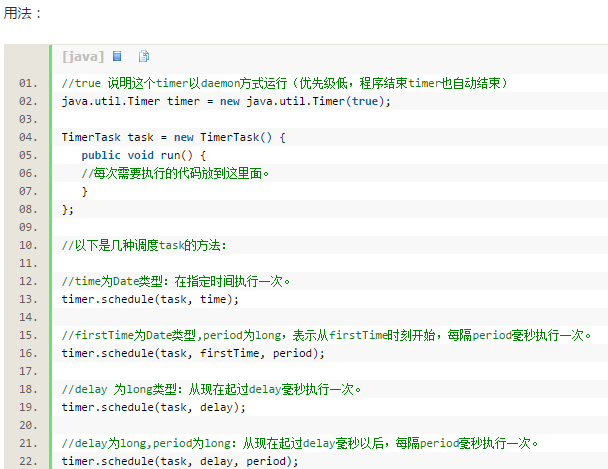 用法：
[java]
01. //true 说明这个timer以daemon方式运行（优先级低，程序结束timer也自动结束）
02. java.util.Timer timer = new java.util.Timer(true);
03.
04. TimerTask task = new TimerTask() {
05. public void run() {
06. //每次需要执行的代码放到这里面。
07. }
08. };
09.
10. //以下是几种调度task的方法：
11.
12. //time为Date类型：在指定时间执行一次。
13. timer.schedule(task, time);
14.
15. //firstTime为Date类型,period为long，表示从firstTime时刻开始，每隔period毫秒执行一次。
16. timer.schedule(task, firstTime, period);
17.
18. //delay 为long类型：从现在起过delay毫秒执行一次。
19. timer.schedule(task, delay);
20.
21. //delay为long,period为long：从现在起过delay毫秒以后，每隔period毫秒执行一次。
22. timer.schedule(task, delay, period);